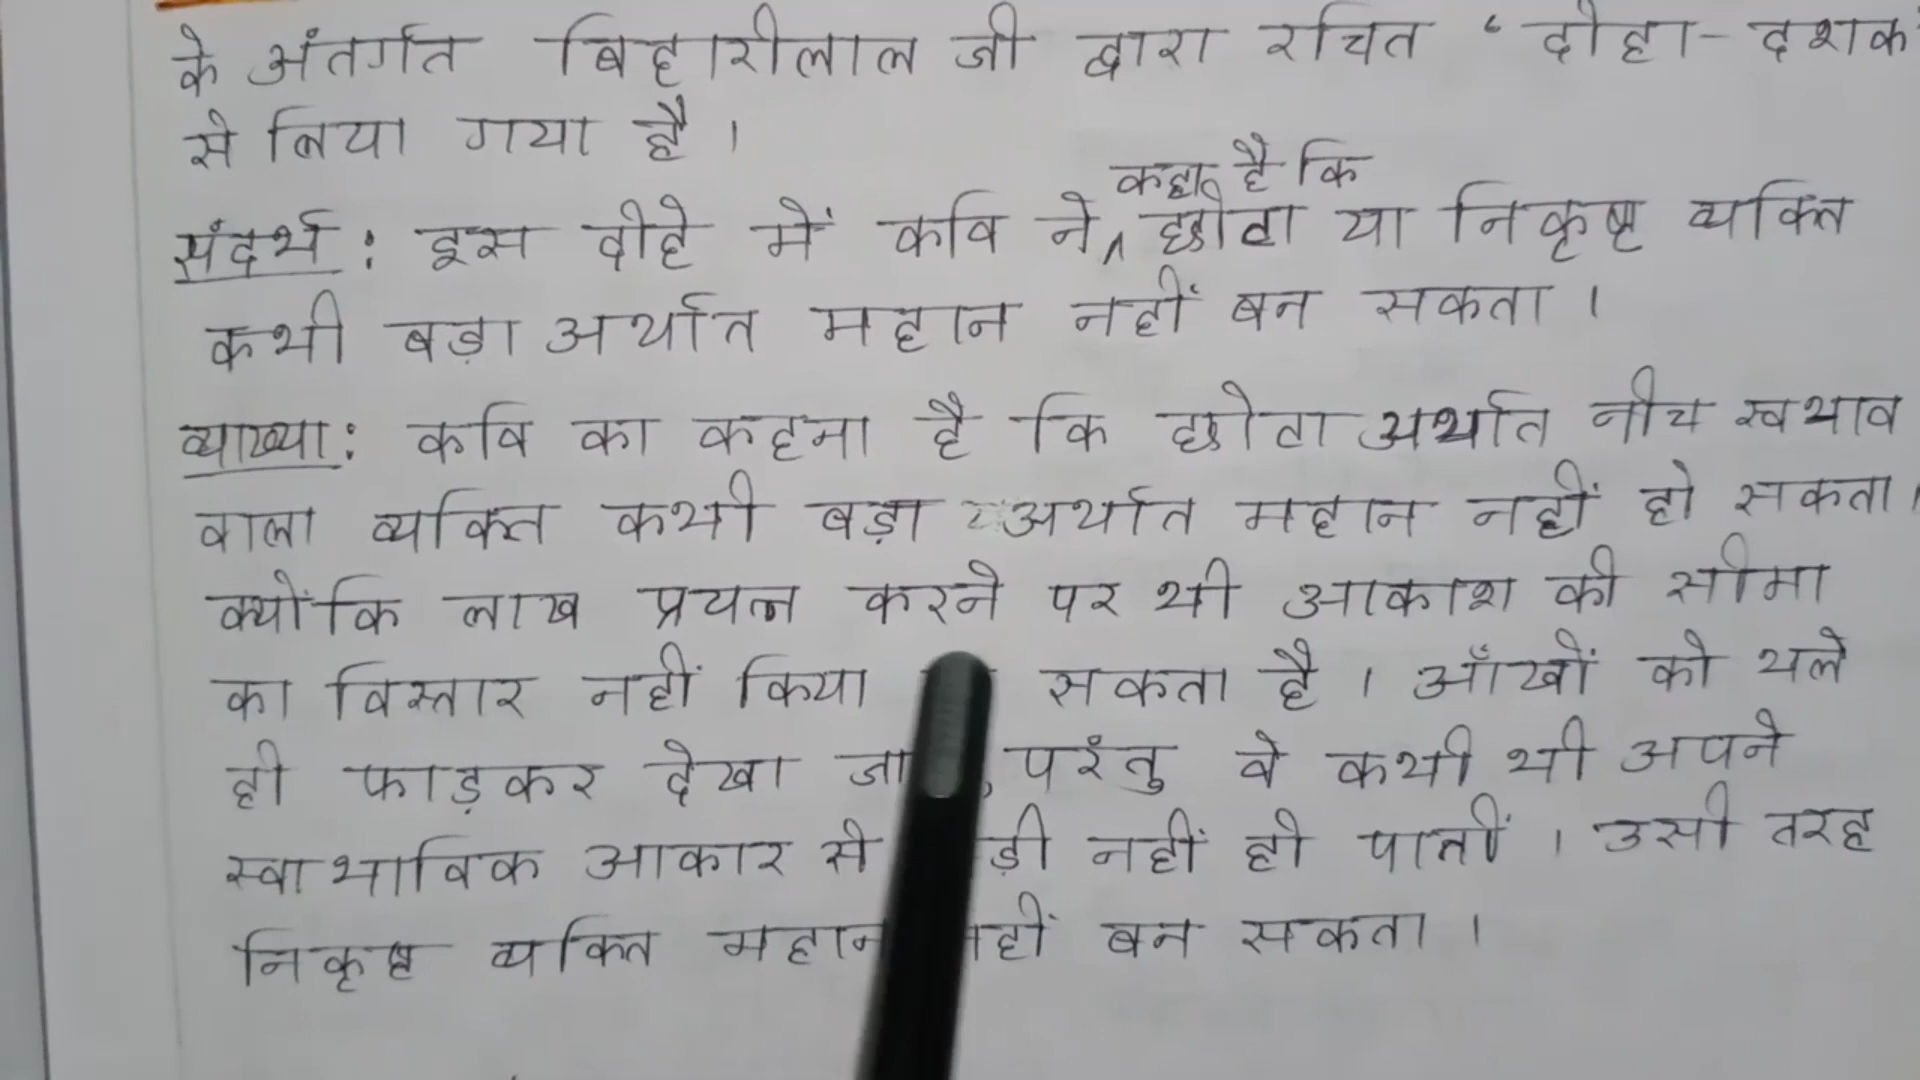 के अंतर्गत बिहारीलाल जी द्वारा रचित ‘दोहा-दशक’
से लिया गया है।
कहा है कि
संदर्भ: इस दोहे में कवि ने ^ छोटा या निकृष्ट व्यक्ति
कभी बड़ा अर्थात महान नहीं बन सकता।
व्याख्या: कवि का कहना है कि छोटा अर्थात नीच स्वभाव
वाला व्यक्ति कभी बड़ा अर्थात महान नहीं हो सकता।
क्योंकि लाख प्रयत्न करने पर भी आकाश की सीमा
का विस्तार नहीं किया सकता है। आँखों को भले
ही फाड़कर देखा परंतु वे कभी भी अपने
स्वाभाविक आकार से नहीं हो पातीं। उसी तरह
निकृष्ट व्यक्ति महान बन सकता।